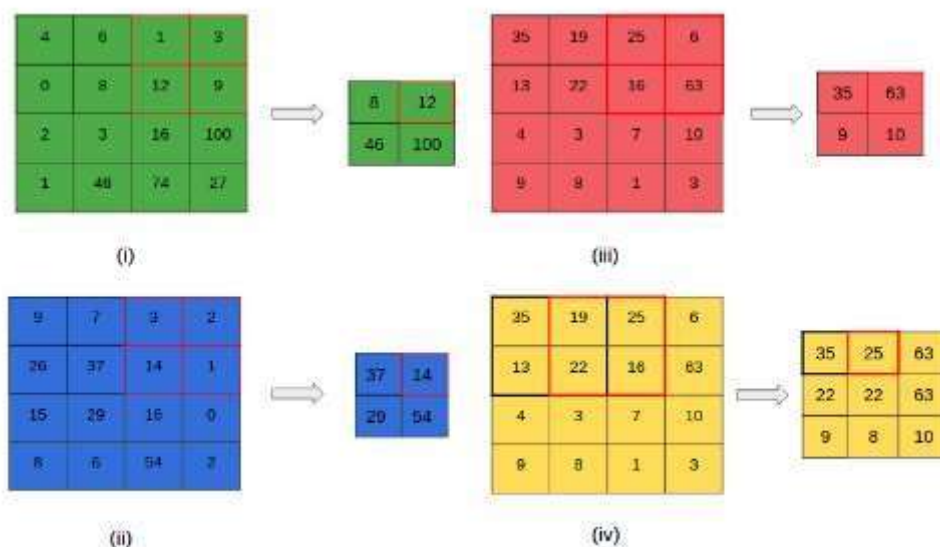 4 6 1 3
0 8 12 9
2 3 16 100
1 46 74 27
8 12
46 100
(i)
35 19 25 6
13 22 16 63
4 3 7 10
9 8 1 3
35 63
9 10
(iii)
9 7 3 2
26 37 14 1
15 29 16 0
8 6 54 2
37 14
29 54
(ii)
35 19 25 6
13 22 16 63
4 3 7 10
9 8 1 3
35 25 63
22 22 63
9 8 10
(iv)